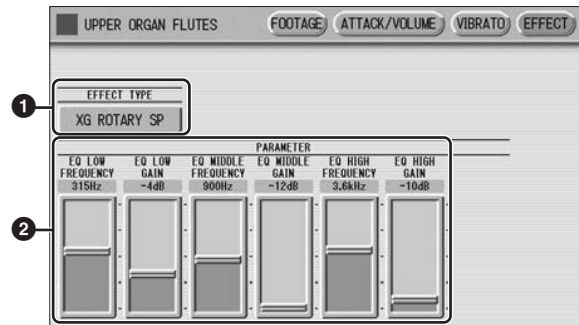 UPPER ORGAN FLUTES FOOTAGE ATTACK/VOLUME VIBRATO EFFECT
1
EFFECT TYPE
XG ROTARY SP
PARAMETER
EQ LOW FREQUENCY EQ LOW GAIN EQ MIDDLE FREQUENCY EQ MIDDLE GAIN EQ HIGH FREQUENCY EQ HIGH GAIN
315Hz -4dB 900Hz -12dB 3.6kHz -10dB
2